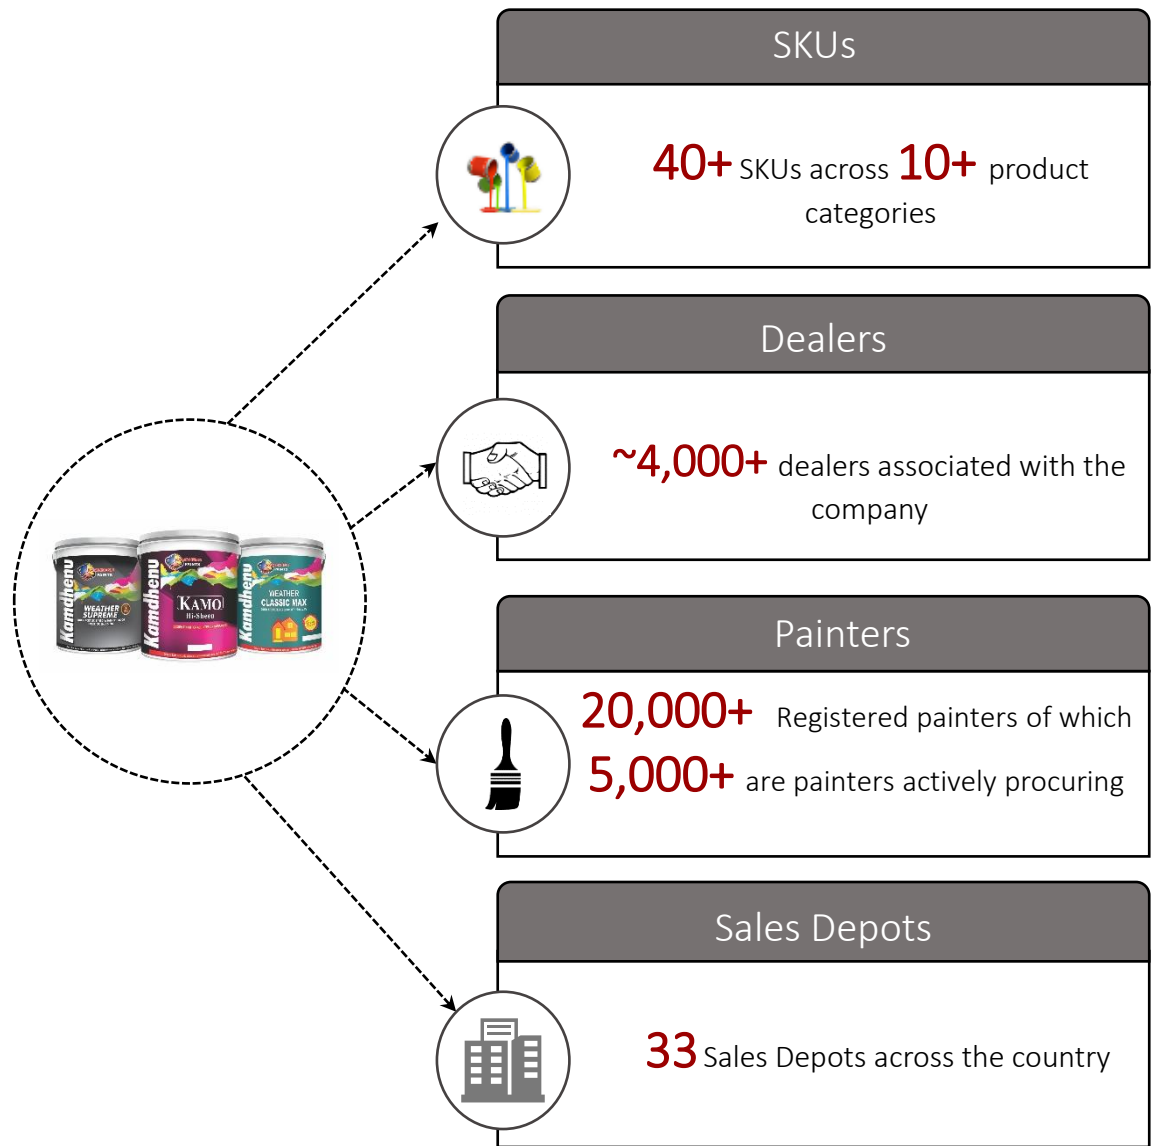 SKUs
40+ SKUs across 10+ product
categories
Dealers
~4,000+ dealers associated with the
company
Kamdhenu
WEATHER
SUPREME
Kamdhenu
KAMO
Hi-Sheen
Kamdhenu
WEATHER
CLASSIC MAX
Painters
20,000+ Registered painters of which
5,000+ are painters actively procuring
Sales Depots
33 Sales Depots across the country